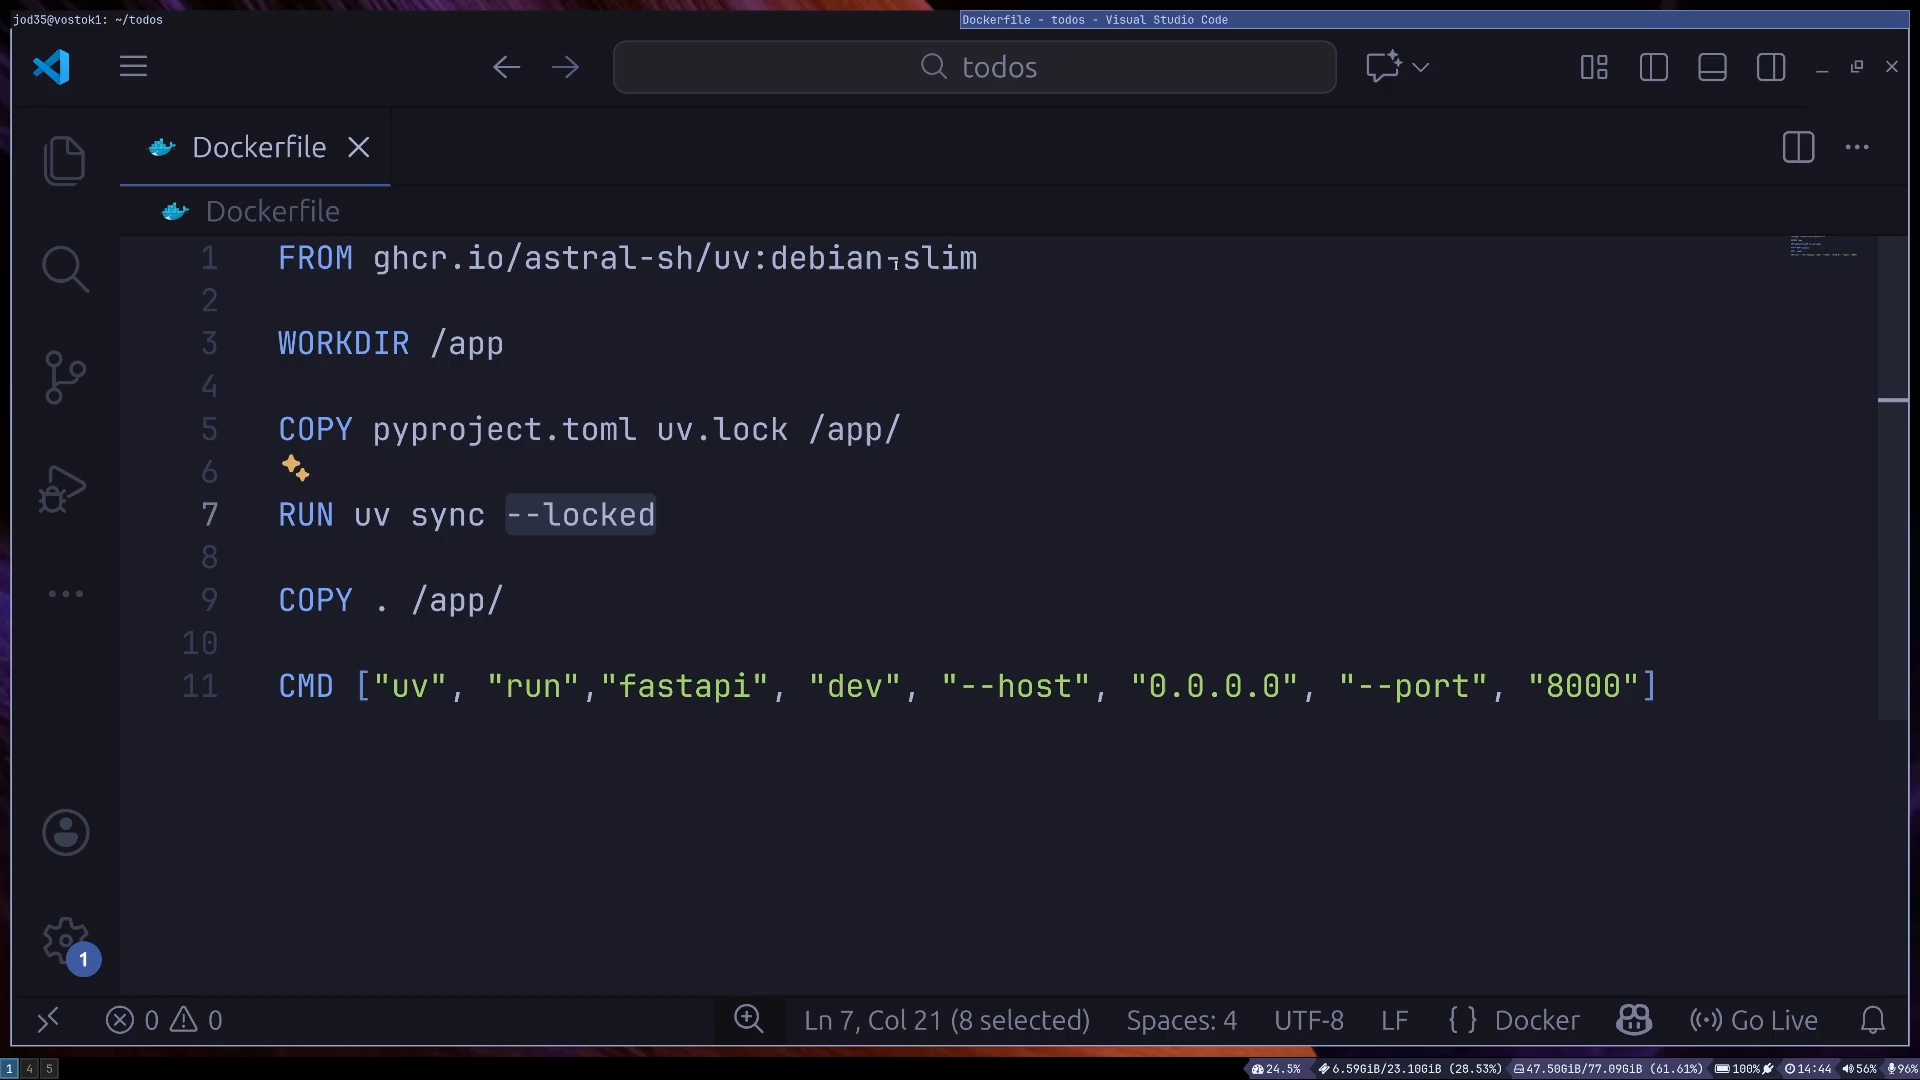 jod35@vostok1: ~/todos
Dockerfile - todos - Visual Studio Code
todos
Dockerfile
Dockerfile
1 FROM ghcr.io/astral-sh/uv:debian-slim
2
3 WORKDIR /app
4
5 COPY pyproject.toml uv.lock /app/
6
7 RUN uv sync --locked
8
9 COPY . /app/
10
11 CMD ["uv", "run","fastapi", "dev", "--host", "0.0.0.0", "--port", "8000"]
1
0 0 Ln 7, Col 21 (8 selected) Spaces: 4 UTF-8 LF { } Docker Go Live
1 4 5 24.5% 6.59GiB/23.10GiB (28.53%) 47.50GiB/77.09GiB (61.61%) 100% 14:44 56% 96%